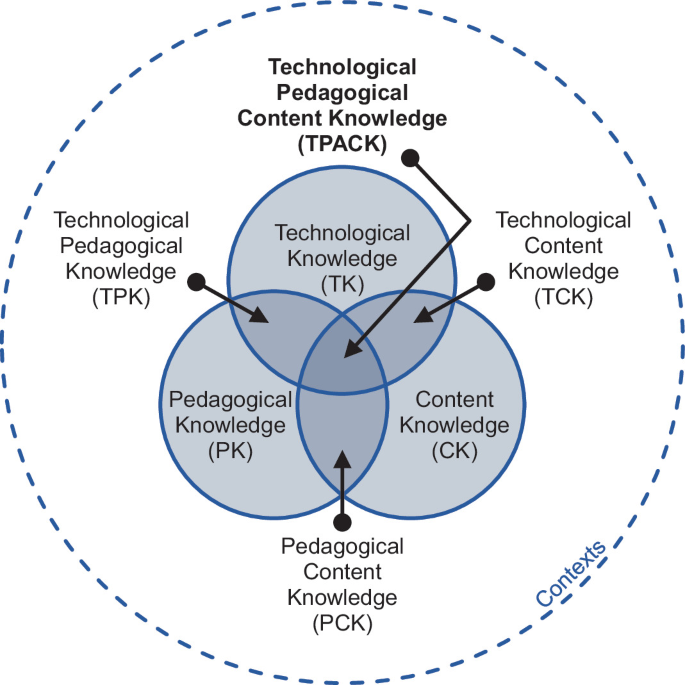 Technological
Pedagogical
Content Knowledge
(TPACK)
Technological
Pedagogical
Knowledge
(TPK)
Technological
Knowledge
(TK)
Technological
Content
Knowledge
(TCK)
Pedagogical
Knowledge
(PK)
Content
Knowledge
(CK)
Pedagogical
Content
Knowledge
(PCK)
Contexts